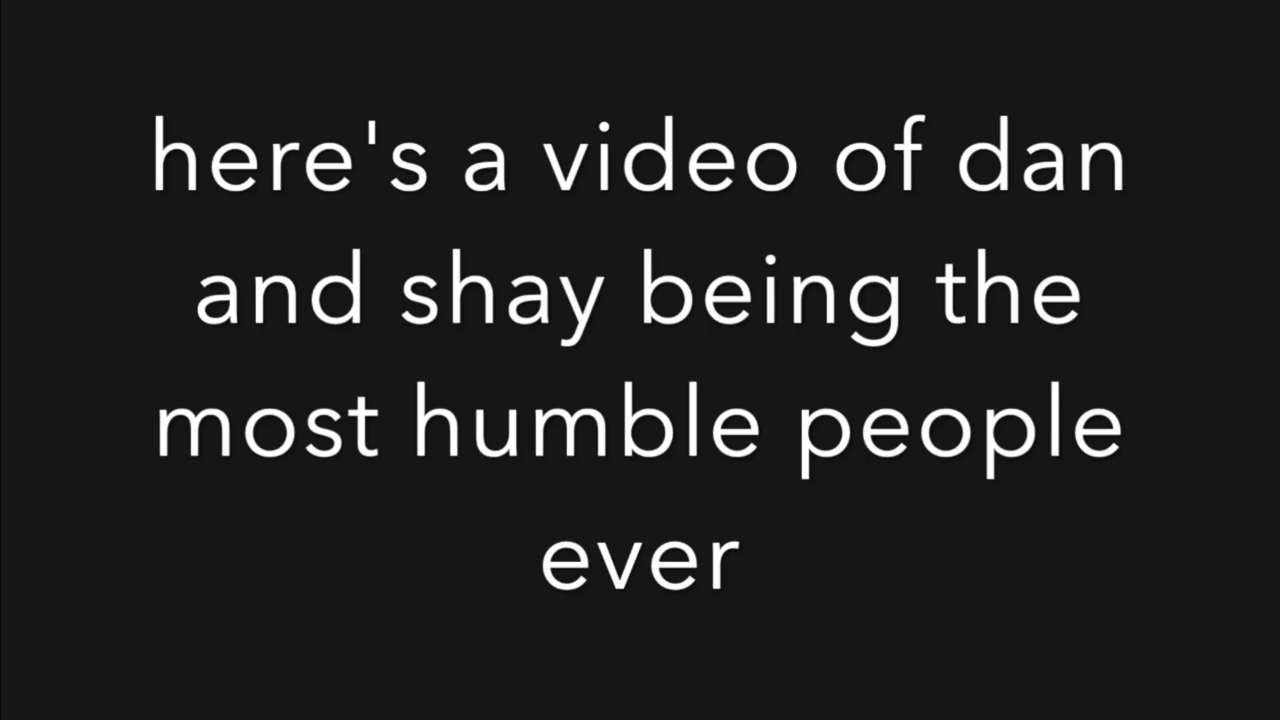 here's a video of dan
and shay being the
most humble people
ever